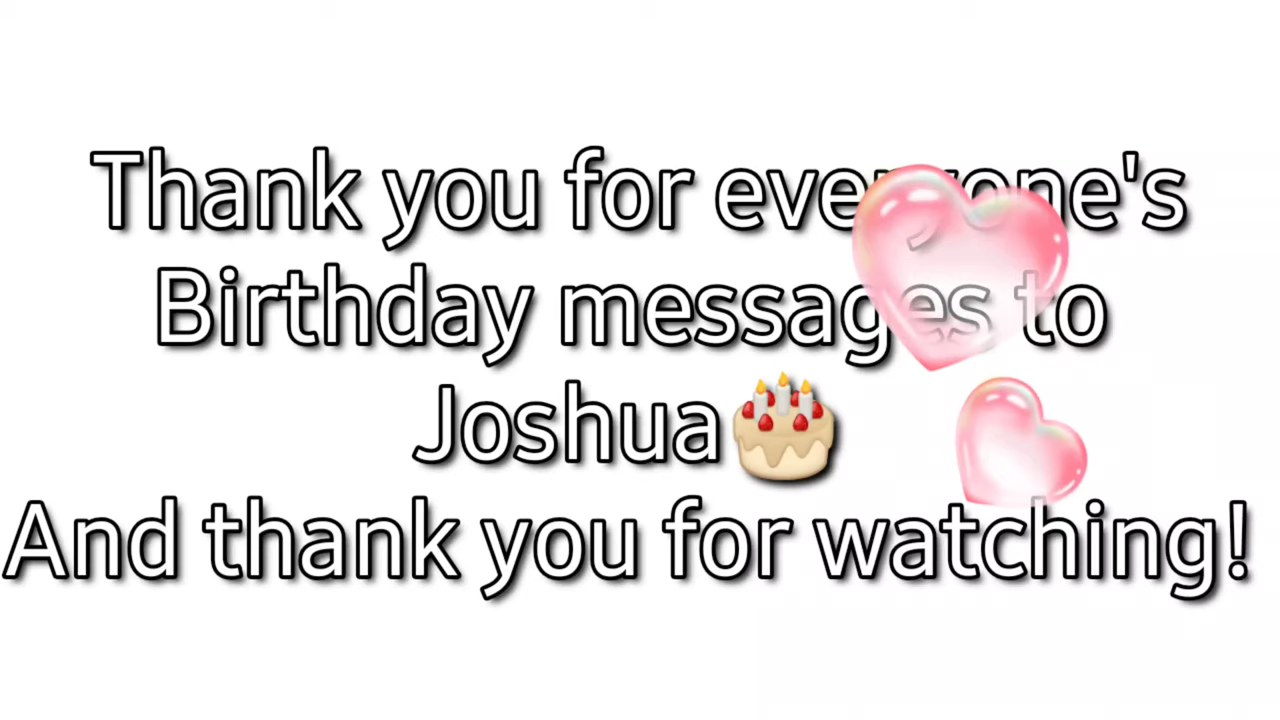 Thank you for everyone's
Birthday messages to
Joshua🎂
And thank you for watching!